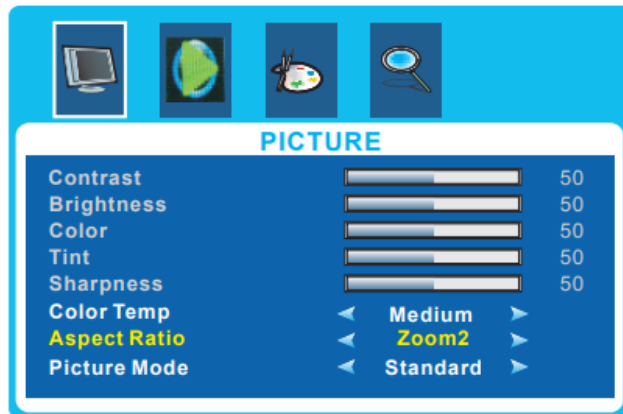 PICTURE
Contrast 50
Brightness 50
Color 50
Tint 50
Sharpness 50
Color Temp Medium
Aspect Ratio Zoom2
Picture Mode Standard